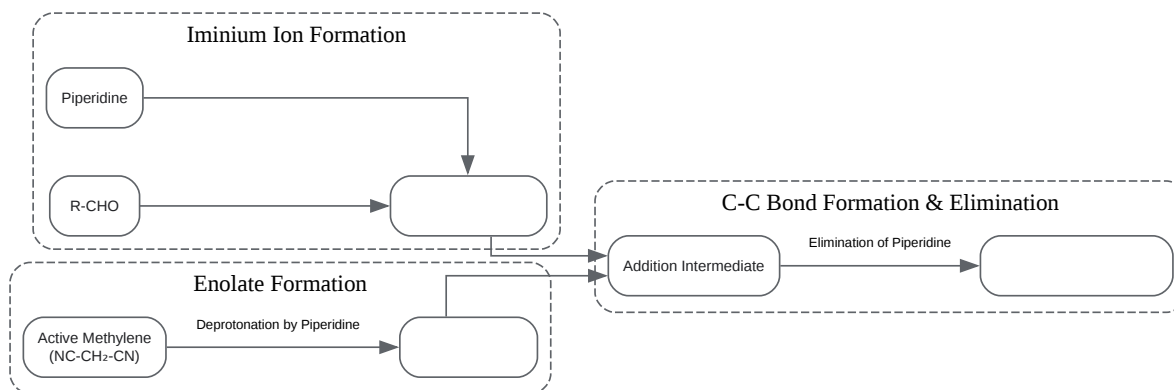 Iminium Ion Formation
Piperidine
R-CHO
Enolate Formation
Active Methylene
(NC-CH₂-CN)
Deprotonation by Piperidine
C-C Bond Formation & Elimination
Addition Intermediate
Elimination of Piperidine